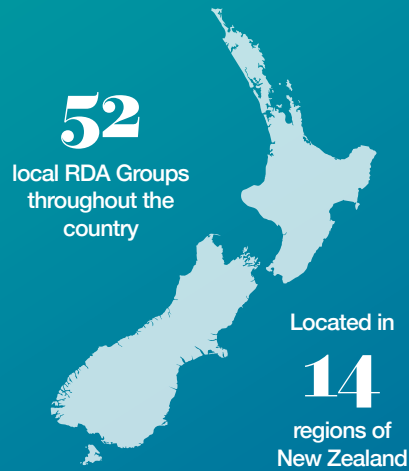 52
local RDA Groups
throughout the
country
Located in
14
regions of
New Zealand